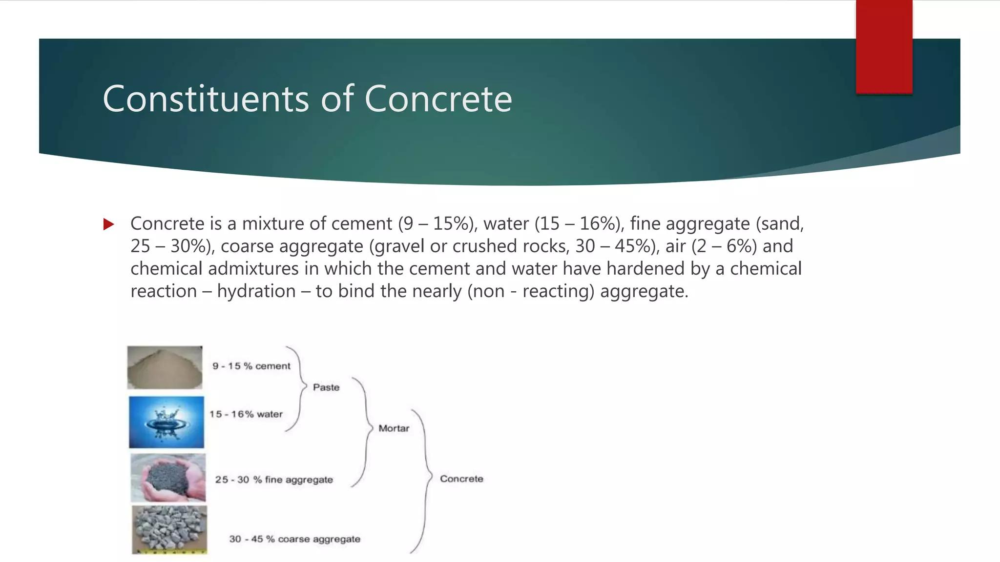 Constituents of Concrete
Concrete is a mixture of cement (9 – 15%), water (15 – 16%), fine aggregate (sand,
25 – 30%), coarse aggregate (gravel or crushed rocks, 30 – 45%), air (2 – 6%) and
chemical admixtures in which the cement and water have hardened by a chemical
reaction – hydration – to bind the nearly (non - reacting) aggregate.
9 - 15 % cement
Paste
15 - 16% water
Mortar
25 - 30 % fine aggregate
Concrete
30 - 45 % coarse aggregate